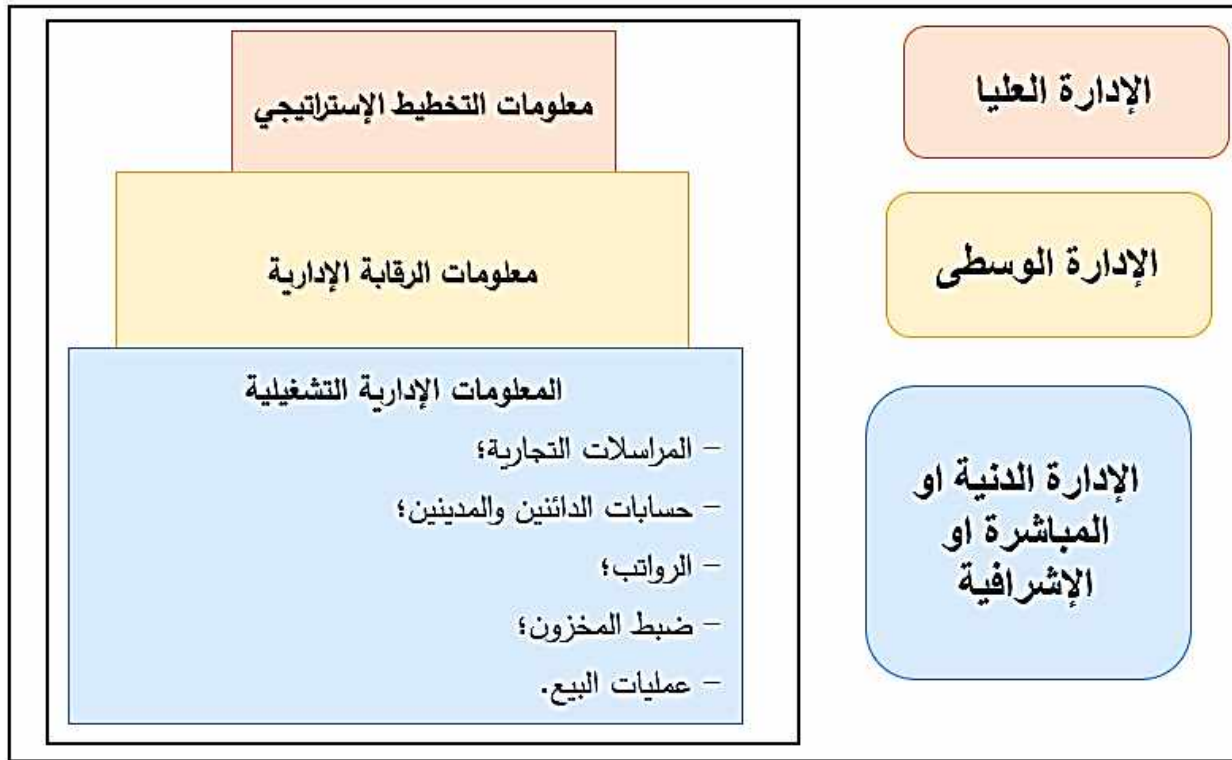 الإدارة العليا
معلومات التخطيط الإستراتيجي
الإدارة الوسطى
معلومات الرقابة الإدارية
الإدارة الدنية او
المباشرة او
الإشرافية
المعلومات الإدارية التشغيلية
– المراسلات التجارية؛
– حسابات الدائنين والمدينين؛
– الرواتب؛
– ضبط المخزون؛
– عمليات البيع.